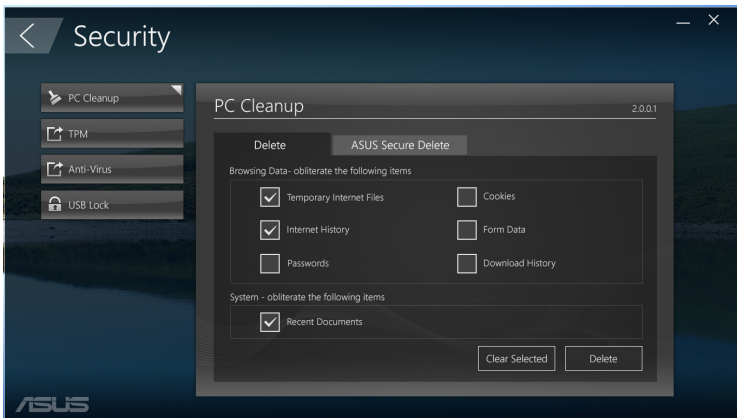 Security
PC Cleanup
TPM
Anti-Virus
USB Lock
PC Cleanup
2.0.0.1
Delete
ASUS Secure Delete
Browsing Data- obliterate the following items
Temporary Internet Files
Cookies
Internet History
Form Data
Passwords
Download History
System - obliterate the following items
Recent Documents
Clear Selected
Delete
ASUS